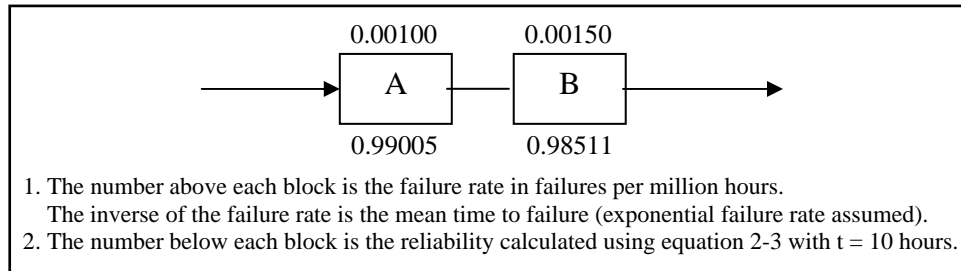 0.00100 0.00150
A B
0.99005 0.98511
1. The number above each block is the failure rate in failures per million hours.
The inverse of the failure rate is the mean time to failure (exponential failure rate assumed).
2. The number below each block is the reliability calculated using equation 2-3 with t = 10 hours.